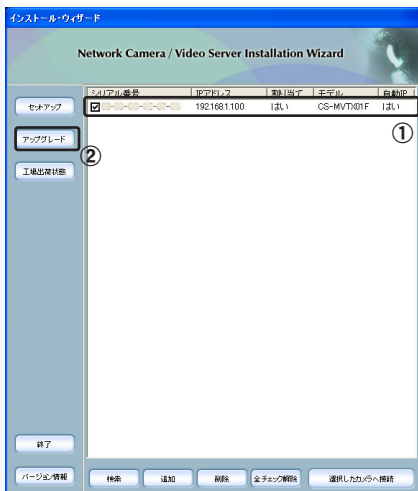 インストール・ウィザード
Network Camera / Video Server Installation Wizard
シリアル番号 IPアドレス 割り当て モデル 自動IP
192.168.1.100 はい CS-MVTX01F はい
①
②
セットアップ
アップグレード
工場出荷状態
終了
バージョン情報
検索 追加 削除 全チェック解除 選択したカメラへ接続